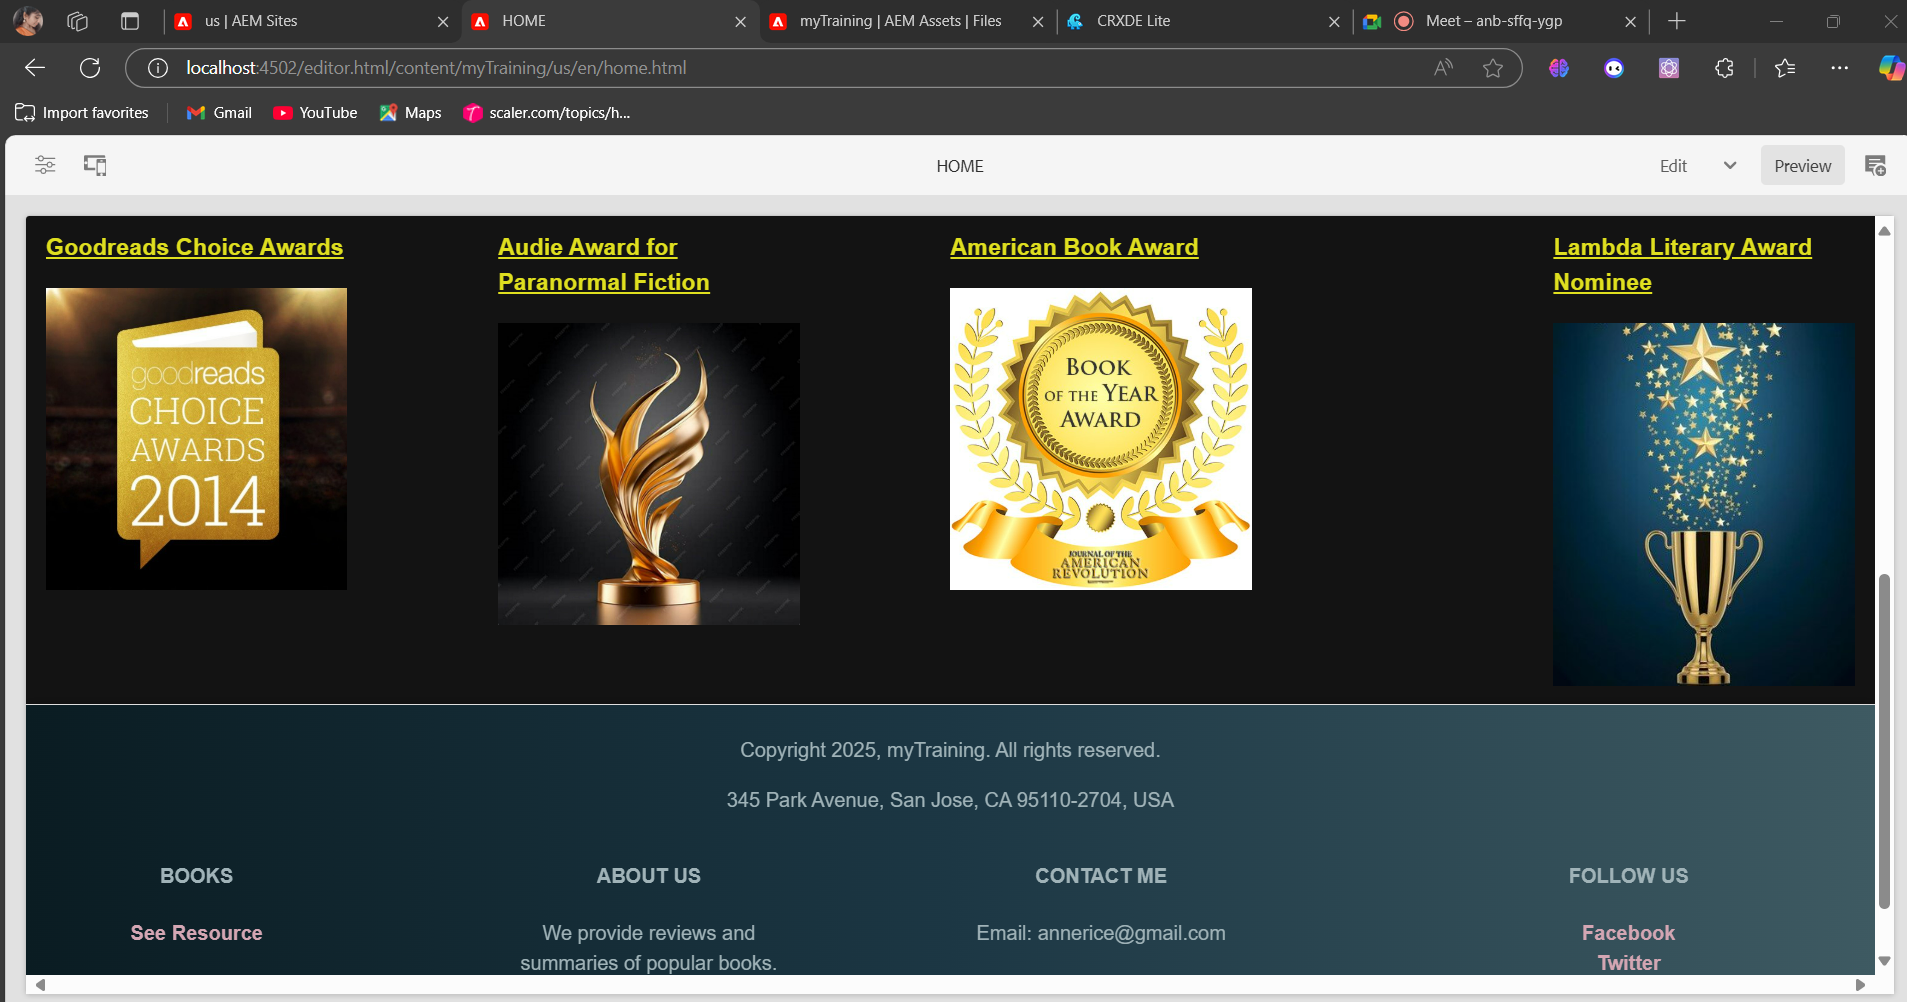 us | AEM Sites
HOME
myTraining | AEM Assets | Files
CRXDE Lite
Meet – anb-sffq-ygp
localhost:4502/editor.html/content/myTraining/us/en/home.html
Import favorites
Gmail
YouTube
Maps
scaler.com/topics/h...
HOME
Edit
Preview
Goodreads Choice Awards
goodreads
CHOICE
AWARDS
2014
Audie Award for
Paranormal Fiction
American Book Award
BOOK
OF THE YEAR
AWARD
JOURNAL OF THE
AMERICAN
REVOLUTION
Lambda Literary Award
Nominee
Copyright 2025, myTraining. All rights reserved.
345 Park Avenue, San Jose, CA 95110-2704, USA
BOOKS
See Resource
ABOUT US
We provide reviews and
summaries of popular books.
CONTACT ME
Email: annerice@gmail.com
FOLLOW US
Facebook
Twitter